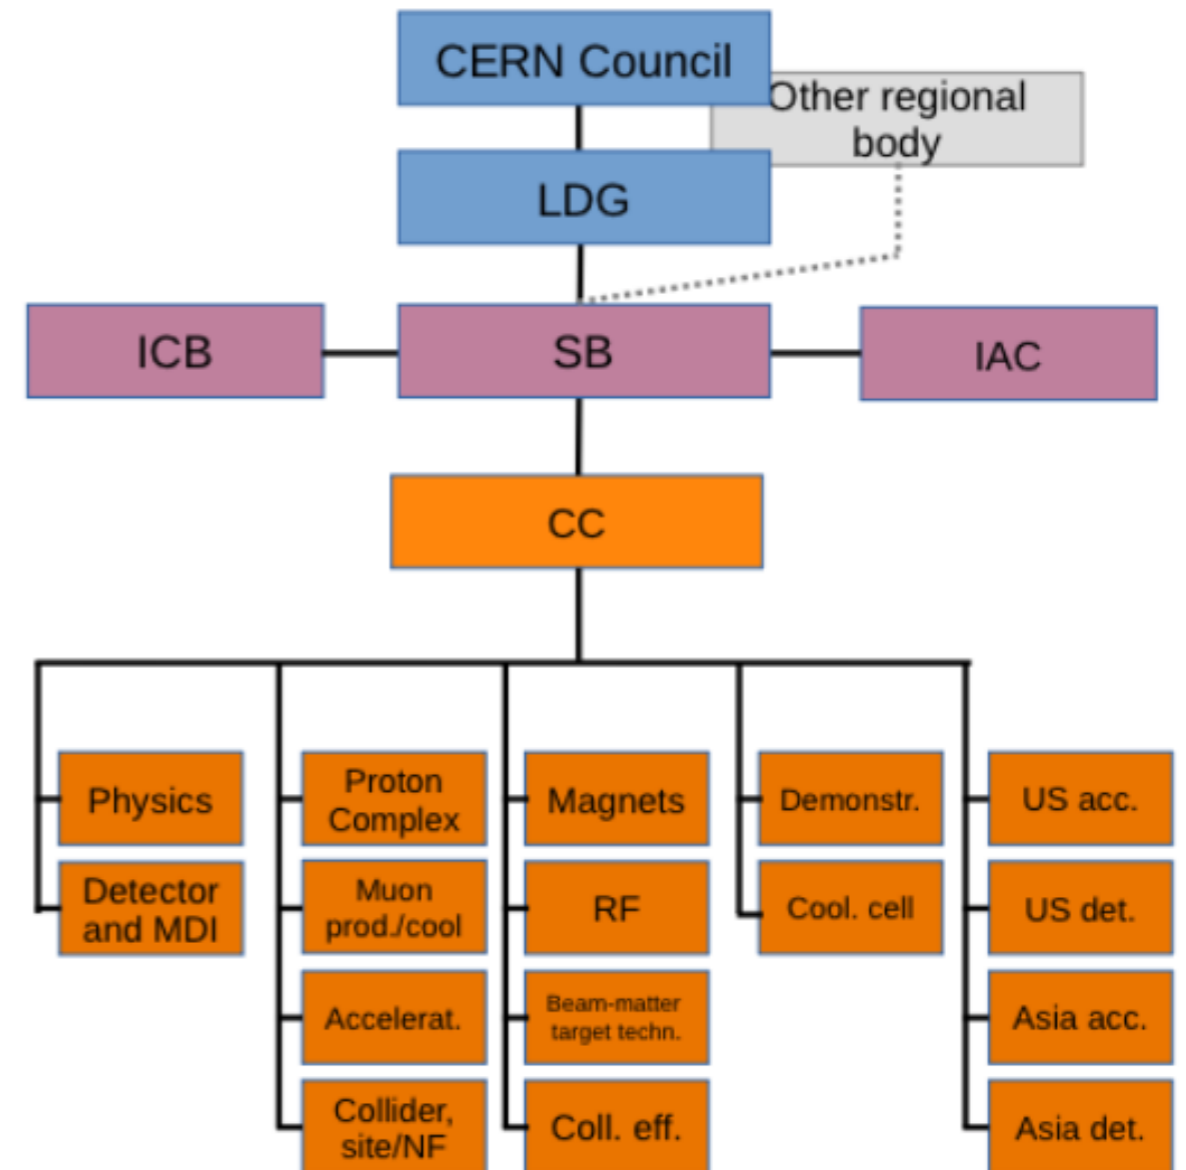 CERN Council
Other regional
body
LDG
ICB
SB
IAC
CC
Physics
Detector
and MDI
Proton
Complex
Muon
prod./cool
Accelerat.
Collider,
site/NF
Magnets
RF
Beam-matter
target techn.
Coll. eff.
Demonstr.
Cool. cell
US acc.
US det.
Asia acc.
Asia det.